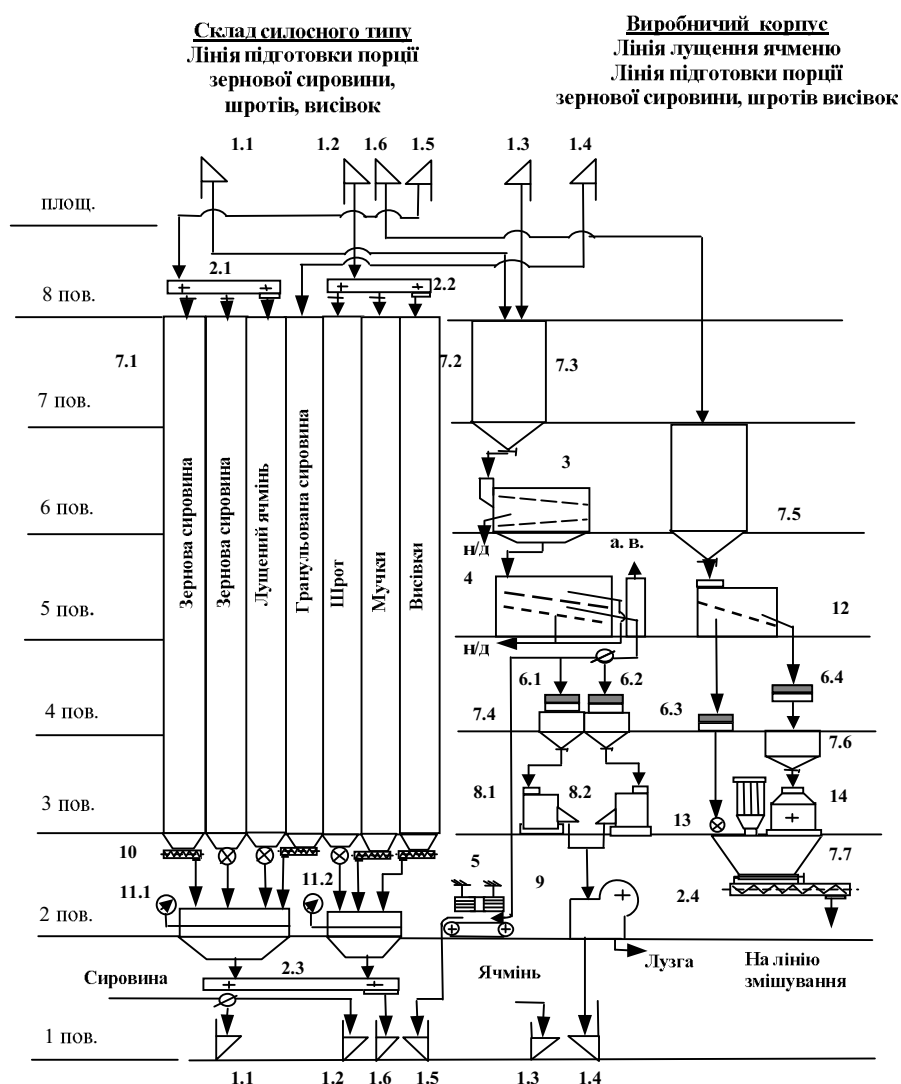 Склад силосного типу
Лінія підготовки порції
зернової сировини,
шротів, висівок
Виробничий корпус
Лінія лущення ячменю
Лінія підготовки порції
зернової сировини, шротів висівок
1.1 1.2 1.6 1.5 1.3 1.4
площ.
2.1
2.2
8 пов.
7.1 7.2 7.3
7 пов.
3
6 пов.
7.5
Зернова сировина
Зернова сировина
Лущений ячмінь
Гранульована сировина
Шрот
Мучки
Висівки
н/д а. в.
4
5 пов.
12
н/д
6.1 6.2 6.3 6.4
4 пов.
7.4
7.6
3 пов.
8.1 8.2
13 14
10
7.7
5
9
2.4
11.1 11.2
2 пов.
Лузга
На лінію
змішування
Сировина
2.3
Ячмінь
1 пов.
1.1 1.2 1.6 1.5 1.3 1.4